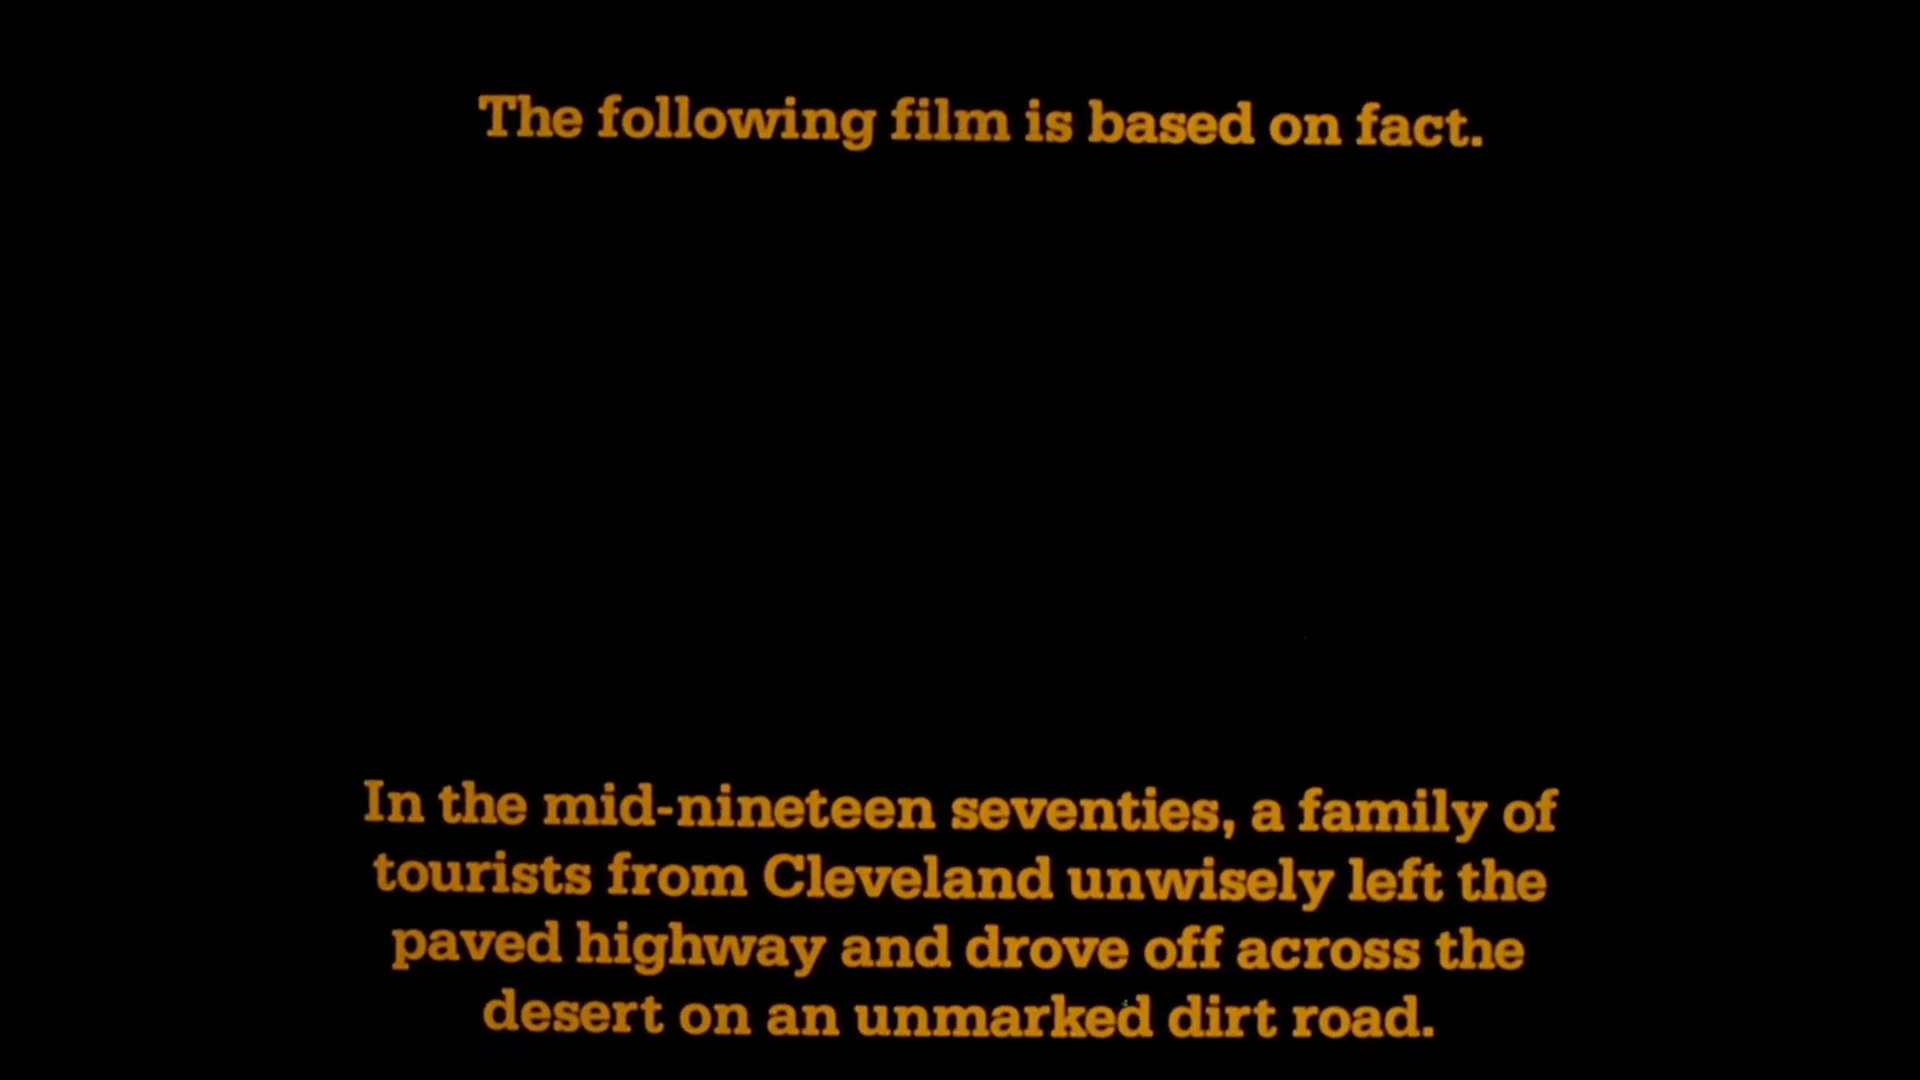 The following film is based on fact.
In the mid-nineteen seventies, a family of
tourists from Cleveland unwisely left the
paved highway and drove off across the
desert on an unmarked dirt road.